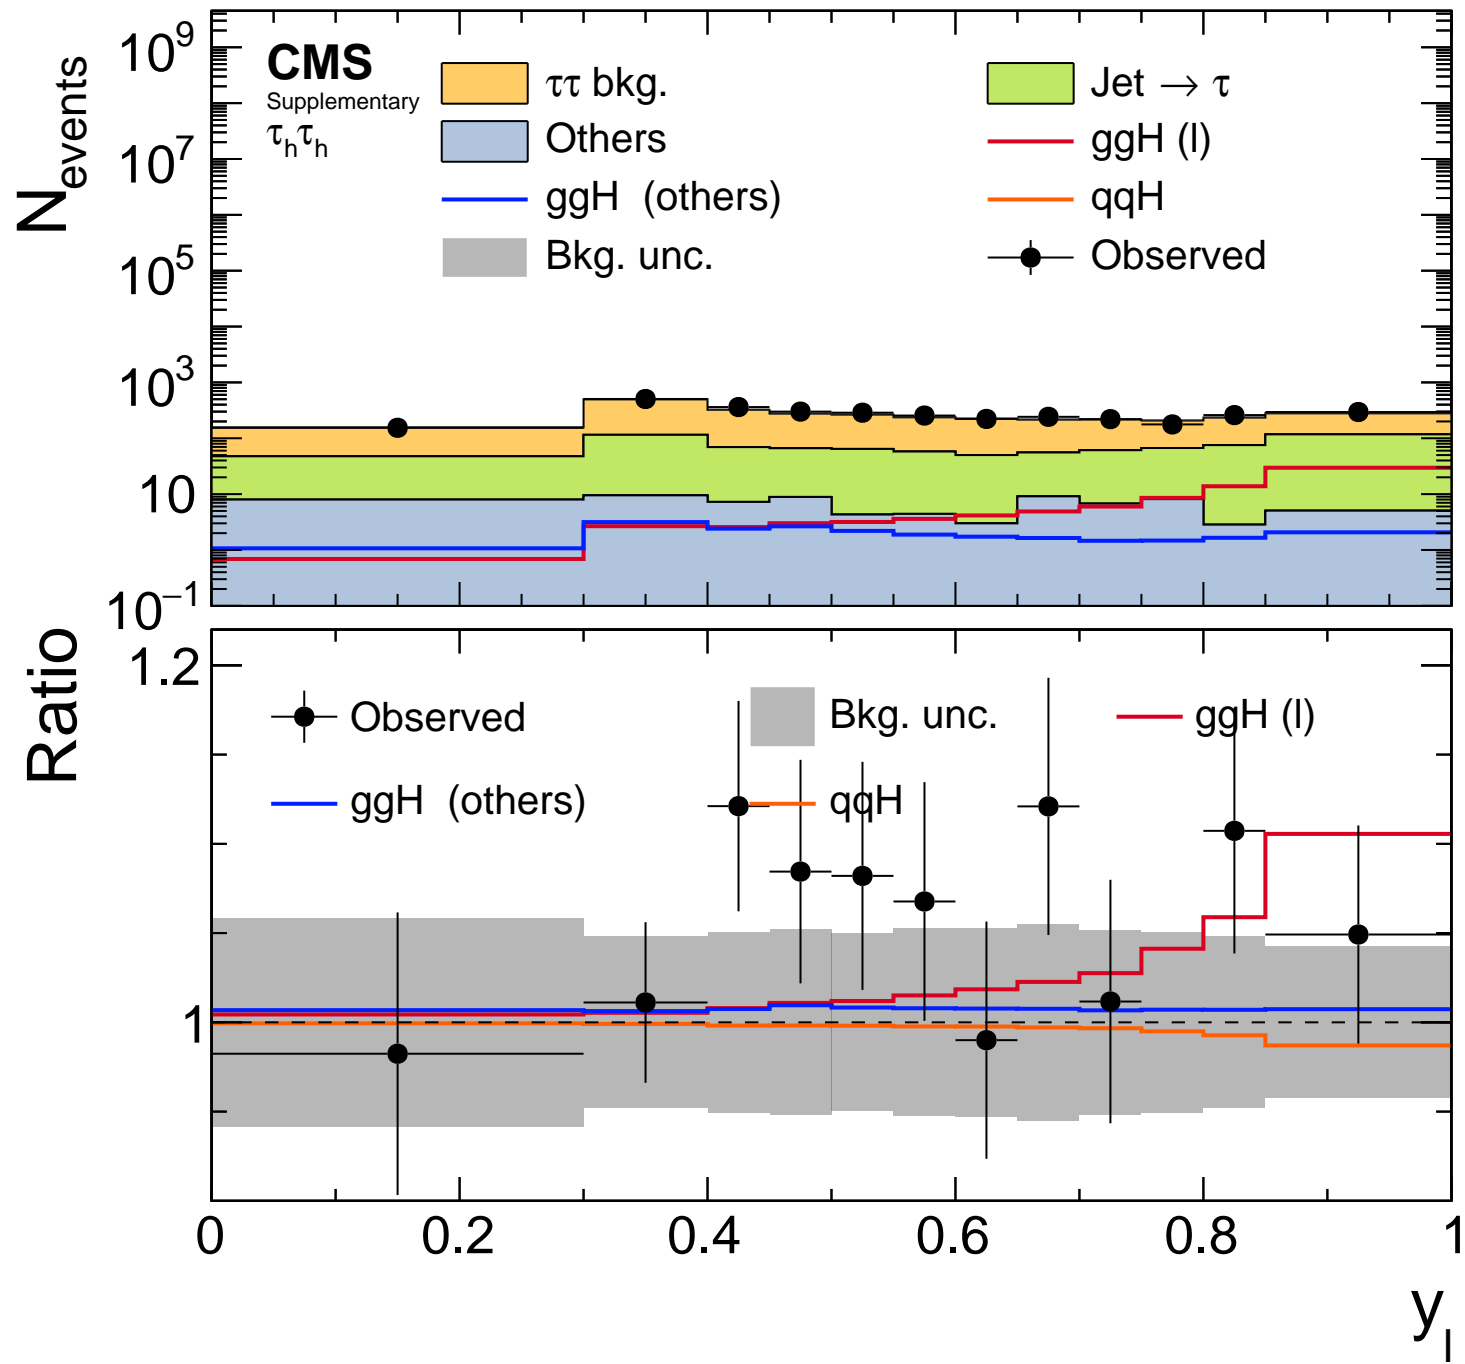 CMS
Supplementary
τhτh
ττ bkg.
Jet → τ
Others
ggH (l)
ggH (others)
qqH
Bkg. unc.
Observed
Nevents
10^9
10^7
10^5
10^3
10
10^−1
Ratio
1.2
1
Observed
Bkg. unc.
ggH (l)
ggH (others)
qqH
0 0.2 0.4 0.6 0.8 1
y_l